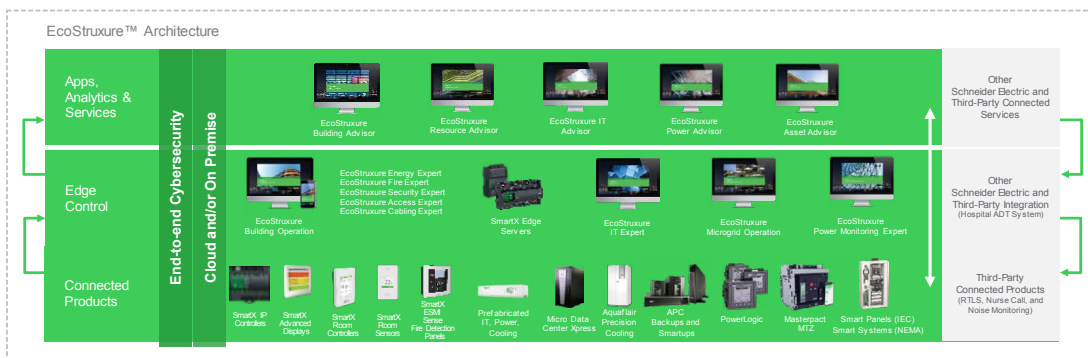 EcoStruxure™ Architecture
Apps,
Analytics &
Services
End-to-end Cybersecurity
Cloud and/or On Premise
EcoStruxure
Building Advisor
EcoStruxure
Resource Advisor
EcoStruxure IT
Advisor
EcoStruxure
Power Advisor
EcoStruxure
Asset Advisor
Other
Schneider Electric and
Third-Party Connected
Services
Edge
Control
EcoStruxure
Building Operation
EcoStruxure Energy Expert
EcoStruxure Fire Expert
EcoStruxure Security Expert
EcoStruxure Access Expert
EcoStruxure Cabling Expert
SmartX Edge
Servers
EcoStruxure
IT Expert
EcoStruxure
Microgrid Operation
EcoStruxure
Power Monitoring Expert
Other
Schneider Electric and
Third-Party Integration
(Hospital ADT System)
Connected
Products
SmartX IP
Controllers
SmartX
Advanced
Displays
SmartX
Room
Controllers
SmartX
Room
Sensors
SmartX
ESMI
Sense
Fire Detection
Panels
Prefabricated
IT, Power,
Cooling
Micro Data
Center Xpress
Aquaflair
Precision
Cooling
APC
Backups and
Smartups
PowerLogic
Masterpact
MTZ
Smart Panels (IEC)
Smart Systems (NEMA)
Third-Party
Connected Products
(RTLS, Nurse Call, and
Noise Monitoring)